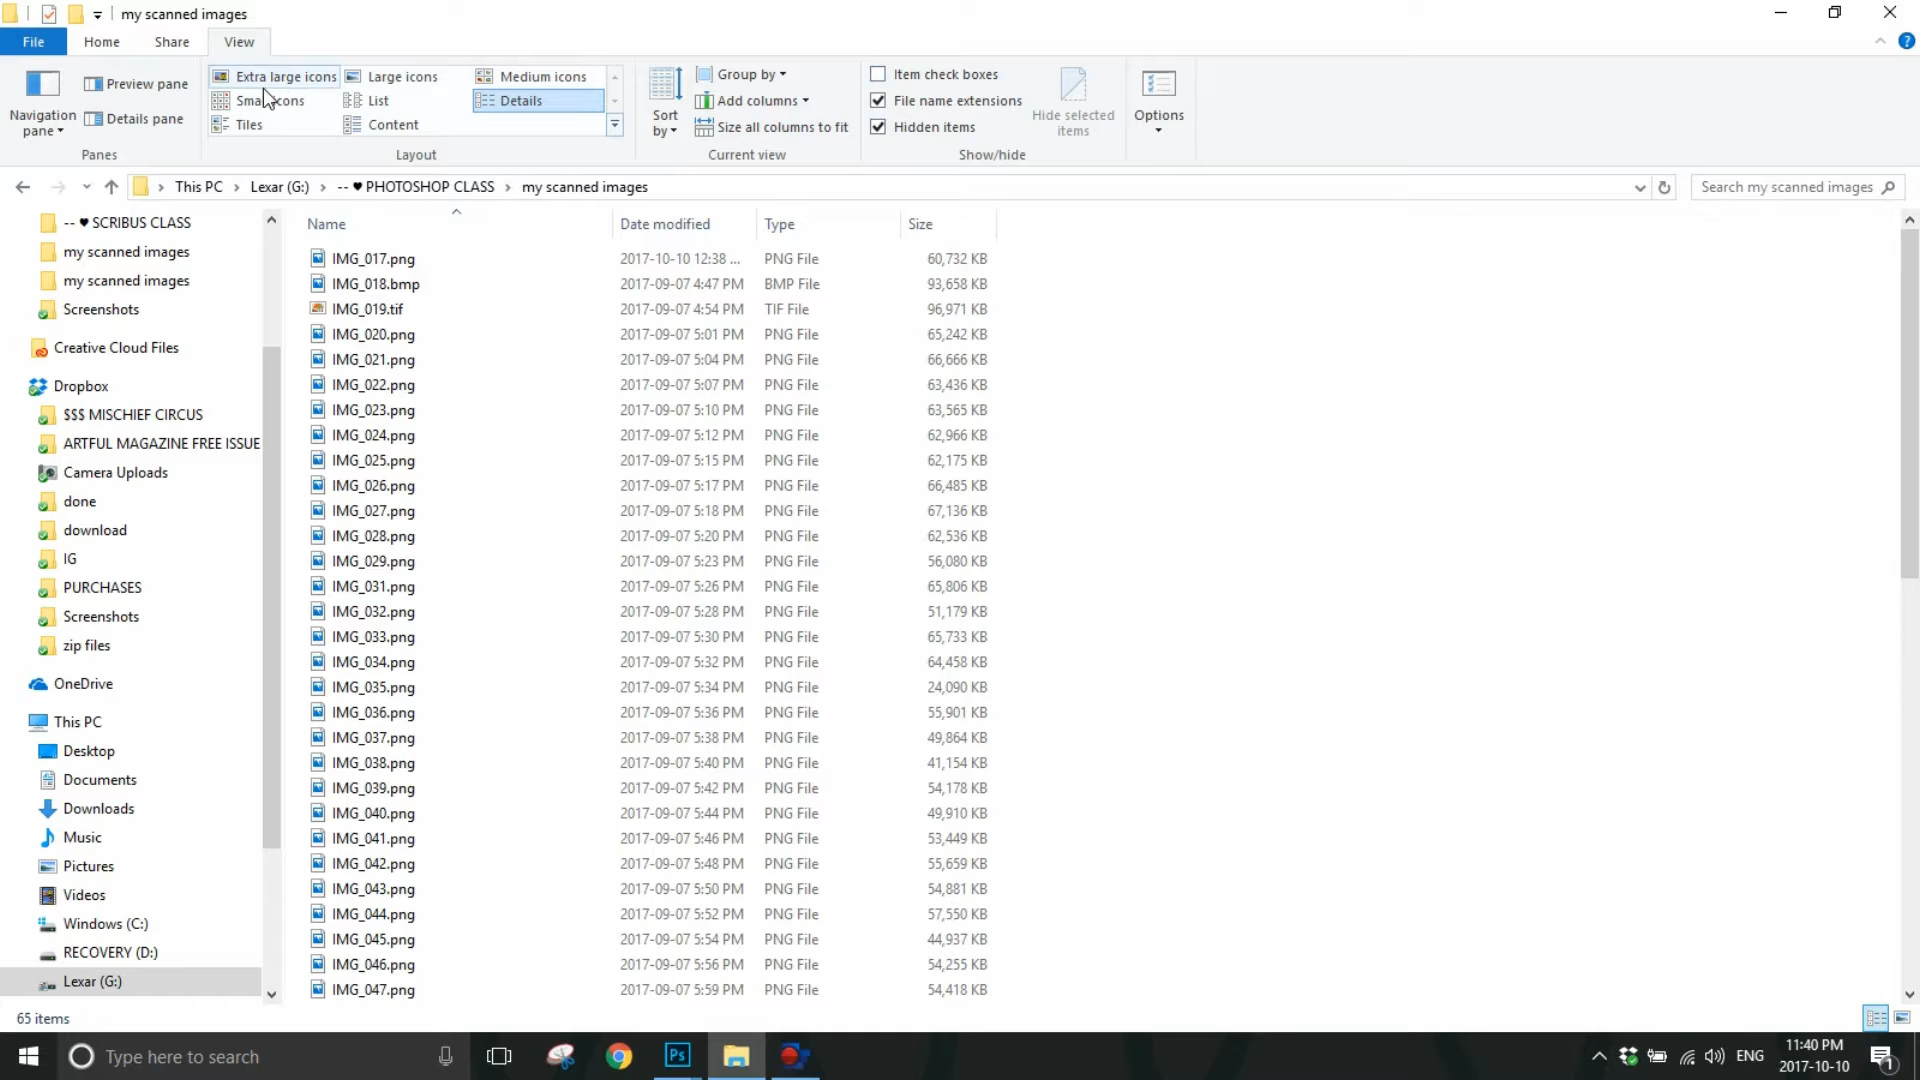 my scanned images
File Home Share View
Navigation pane
Preview pane
Details pane
Panes
Extra large icons Large icons Medium icons
Small icons List Details
Tiles Content
Layout
Sort by
Group by
Add columns
Size all columns to fit
Current view
Item check boxes
File name extensions
Hidden items
Hide selected items
Show/hide
Options
This PC Lexar (G:) -- ♥ PHOTOSHOP CLASS my scanned images
Search my scanned images
-- ♥ SCRIBUS CLASS
my scanned images
my scanned images
Screenshots
Creative Cloud Files
Dropbox
$$$ MISCHIEF CIRCUS
ARTFUL MAGAZINE FREE ISSUE
Camera Uploads
done
download
IG
PURCHASES
Screenshots
zip files
OneDrive
This PC
Desktop
Documents
Downloads
Music
Pictures
Videos
Windows (C:)
RECOVERY (D:)
Lexar (G:)
Name Date modified Type Size
IMG_017.png 2017-10-10 12:38 ... PNG File 60,732 KB
IMG_018.bmp 2017-09-07 4:47 PM BMP File 93,658 KB
IMG_019.tif 2017-09-07 4:54 PM TIF File 96,971 KB
IMG_020.png 2017-09-07 5:01 PM PNG File 65,242 KB
IMG_021.png 2017-09-07 5:04 PM PNG File 66,666 KB
IMG_022.png 2017-09-07 5:07 PM PNG File 63,436 KB
IMG_023.png 2017-09-07 5:10 PM PNG File 63,565 KB
IMG_024.png 2017-09-07 5:12 PM PNG File 62,966 KB
IMG_025.png 2017-09-07 5:15 PM PNG File 62,175 KB
IMG_026.png 2017-09-07 5:17 PM PNG File 66,485 KB
IMG_027.png 2017-09-07 5:18 PM PNG File 67,136 KB
IMG_028.png 2017-09-07 5:20 PM PNG File 62,536 KB
IMG_029.png 2017-09-07 5:23 PM PNG File 56,080 KB
IMG_031.png 2017-09-07 5:26 PM PNG File 65,806 KB
IMG_032.png 2017-09-07 5:28 PM PNG File 51,179 KB
IMG_033.png 2017-09-07 5:30 PM PNG File 65,733 KB
IMG_034.png 2017-09-07 5:32 PM PNG File 64,458 KB
IMG_035.png 2017-09-07 5:34 PM PNG File 24,090 KB
IMG_036.png 2017-09-07 5:36 PM PNG File 55,901 KB
IMG_037.png 2017-09-07 5:38 PM PNG File 49,864 KB
IMG_038.png 2017-09-07 5:40 PM PNG File 41,154 KB
IMG_039.png 2017-09-07 5:42 PM PNG File 54,178 KB
IMG_040.png 2017-09-07 5:44 PM PNG File 49,910 KB
IMG_041.png 2017-09-07 5:46 PM PNG File 53,449 KB
IMG_042.png 2017-09-07 5:48 PM PNG File 55,659 KB
IMG_043.png 2017-09-07 5:50 PM PNG File 54,881 KB
IMG_044.png 2017-09-07 5:52 PM PNG File 57,550 KB
IMG_045.png 2017-09-07 5:54 PM PNG File 44,937 KB
IMG_046.png 2017-09-07 5:56 PM PNG File 54,255 KB
IMG_047.png 2017-09-07 5:59 PM PNG File 54,418 KB
65 items
Type here to search
Ps
ENG
11:40 PM
2017-10-10
1